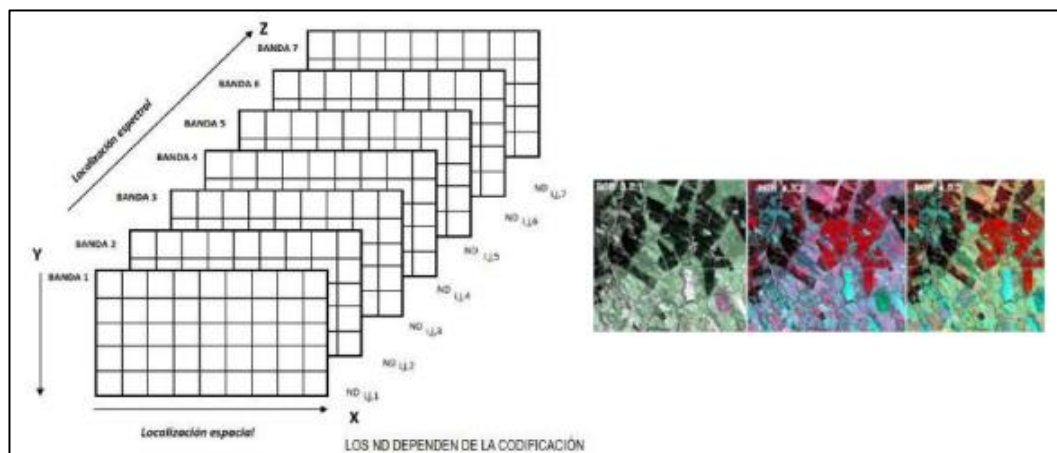 Z
BANDA 7
BANDA 6
BANDA 5
BANDA 4
BANDA 3
BANDA 2
BANDA 1
Localización espectral
Y
ND i,j,7
ND i,j,6
ND i,j,5
ND i,j,4
ND i,j,3
ND i,j,2
ND i,j,1
X
Localización espacial
LOS ND DEPENDEN DE LA CODIFICACIÓN